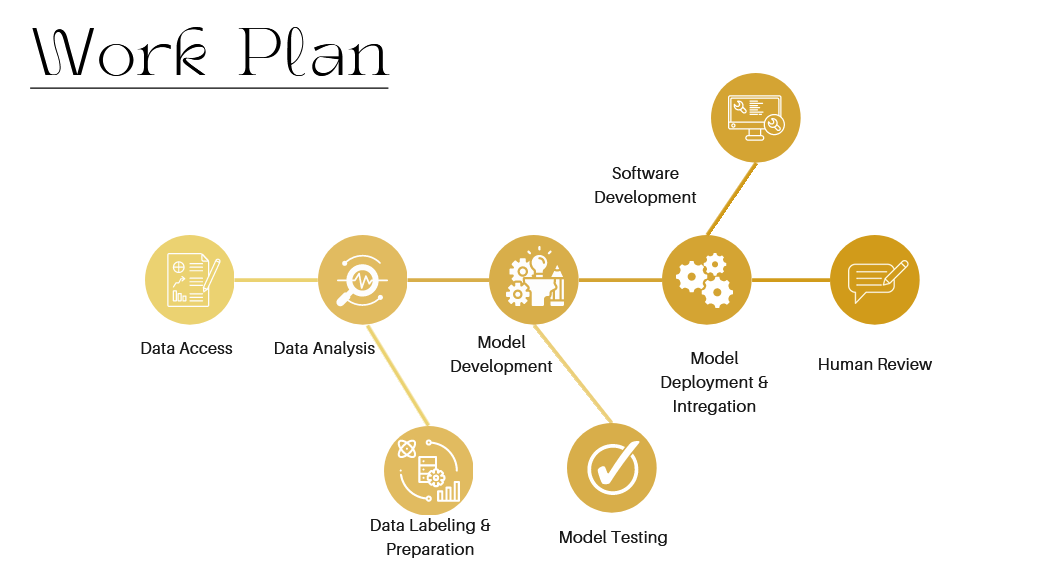 Work Plan
Software
Development
Data Access
Data Analysis
Model
Development
Model
Deployment &
Intregation
Human Review
Data Labeling &
Preparation
Model Testing